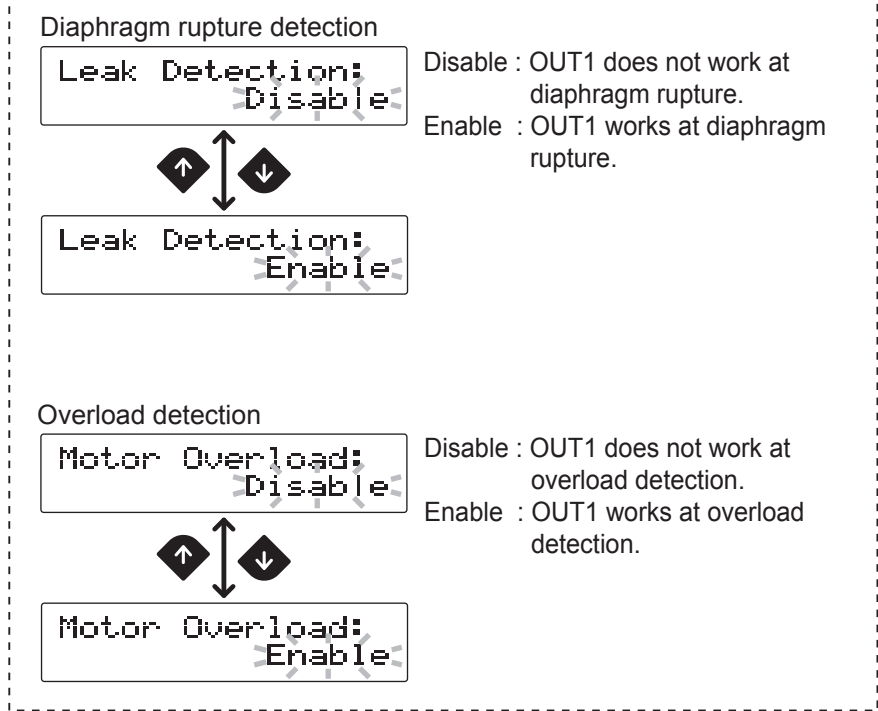 Diaphragm rupture detection
Leak Detection:
Disable
Disable : OUT1 does not work at
diaphragm rupture.
Enable : OUT1 works at diaphragm
rupture.
Leak Detection:
Enable
Overload detection
Motor Overload:
Disable
Disable : OUT1 does not work at
overload detection.
Enable : OUT1 works at overload
detection.
Motor Overload:
Enable